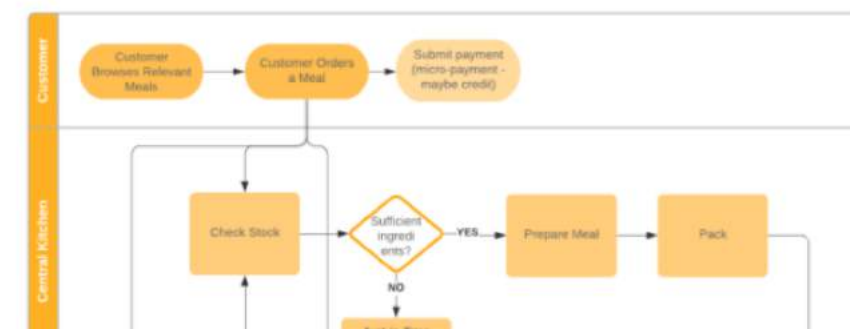 Customer
Customer
Browses Relevant
Meals
Customer Orders
a Meal
Submit payment
(micro-payment -
maybe credit)
Central Kitchen
Check Stock
Sufficient
ingredi
ents?
YES
Prepare Meal
Pack
NO